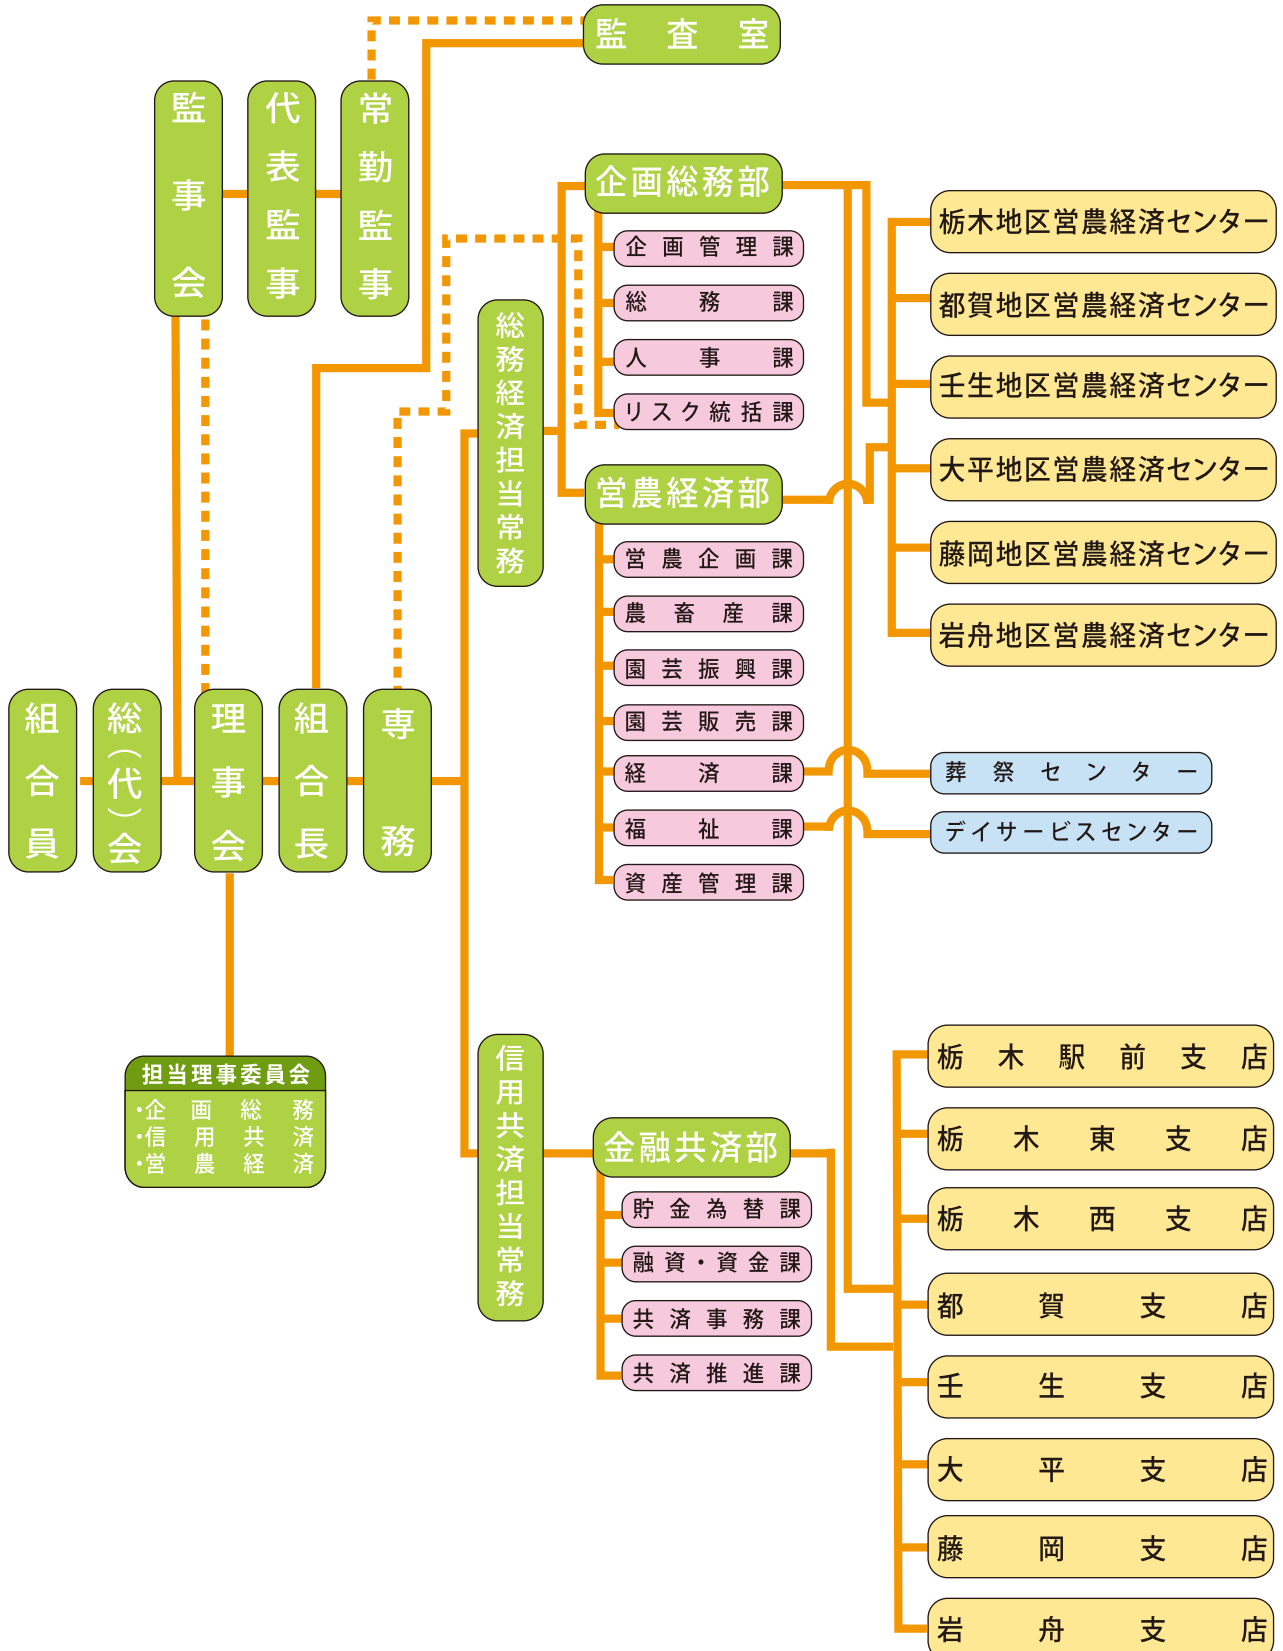 監査室
監事会
代表監事
常勤監事
組合員
総（代）会
理事会
組合長
専務
担当理事委員会
・企画総務
・信用共済
・営農経済
総務経済担当常務
企画総務部
企画管理課
総務課
人事課
リスク統括課
営農経済部
営農企画課
農畜産課
園芸振興課
園芸販売課
経済課
福祉課
資産管理課
栃木地区営農経済センター
都賀地区営農経済センター
壬生地区営農経済センター
大平地区営農経済センター
藤岡地区営農経済センター
岩舟地区営農経済センター
葬祭センター
デイサービスセンター
信用共済担当常務
金融共済部
貯金為替課
融資・資金課
共済事務課
共済推進課
栃木駅前支店
栃木東支店
栃木西支店
都賀支店
壬生支店
大平支店
藤岡支店
岩舟支店